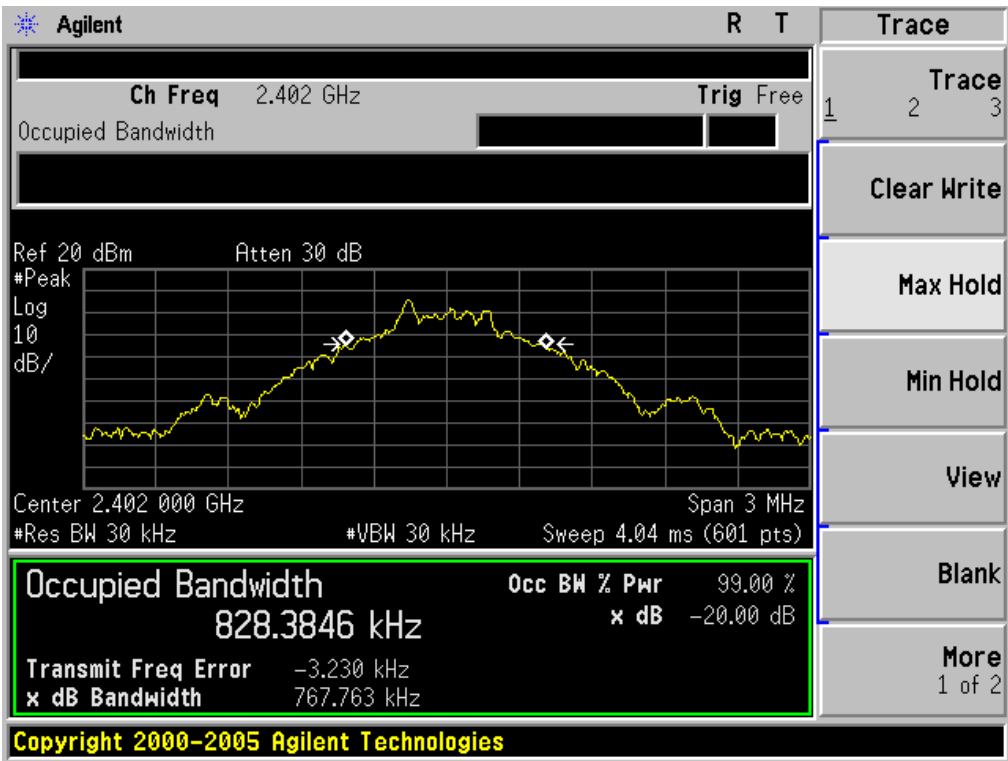 Agilent R T Trace
Ch Freq 2.402 GHz Trig Free
Occupied Bandwidth
Trace
1 2 3
Clear Write
Max Hold
Min Hold
View
Blank
More
1 of 2
Ref 20 dBm Atten 30 dB
#Peak
Log
10
dB/
Center 2.402 000 GHz Span 3 MHz
#Res BW 30 kHz #VBW 30 kHz Sweep 4.04 ms (601 pts)
Occupied Bandwidth Occ BW % Pwr 99.00 %
828.3846 kHz x dB -20.00 dB
Transmit Freq Error -3.230 kHz
x dB Bandwidth 767.763 kHz
Copyright 2000-2005 Agilent Technologies